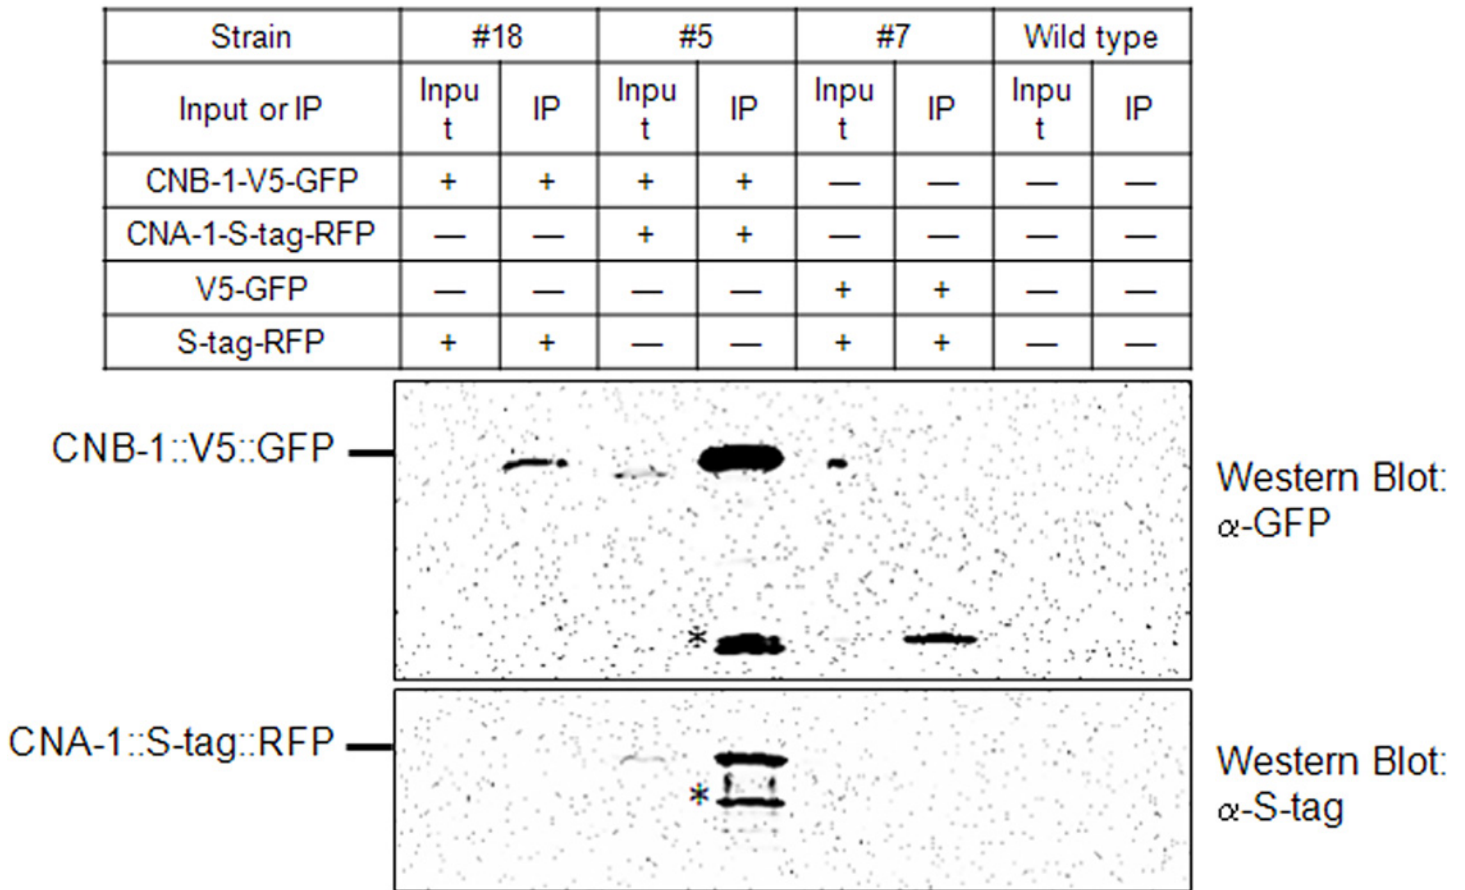 Strain #18 #5 #7 Wild type
Input or IP Inpu t IP Inpu t IP Inpu t IP Inpu t IP
CNB-1-V5-GFP + + + + — — — —
CNA-1-S-tag-RFP — — + + — — — —
V5-GFP — — — — + + — —
S-tag-RFP + + — — + + — —
CNB-1::V5::GFP
Western Blot:
α-GFP
*
CNA-1::S-tag::RFP
Western Blot:
α-S-tag
*